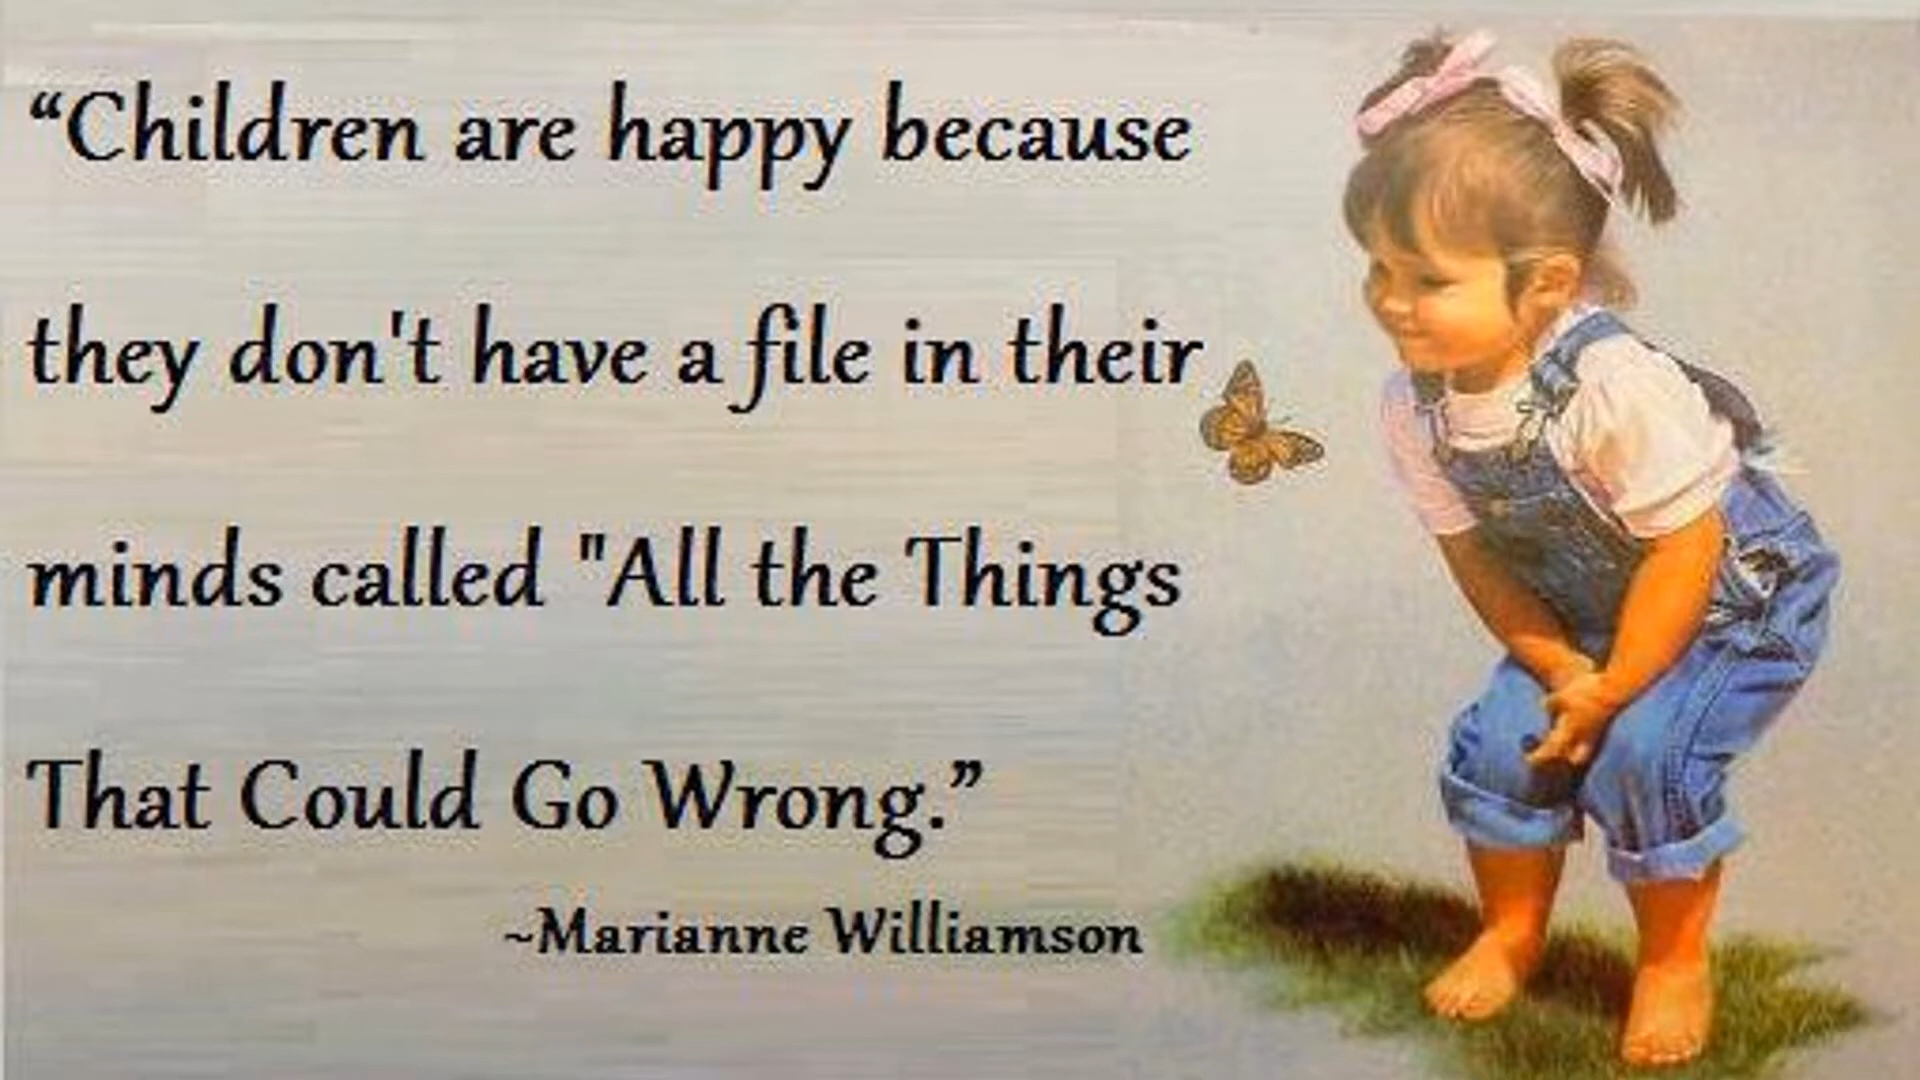 “Children are happy because
they don't have a file in their
minds called "All the Things
That Could Go Wrong.”
~Marianne Williamson